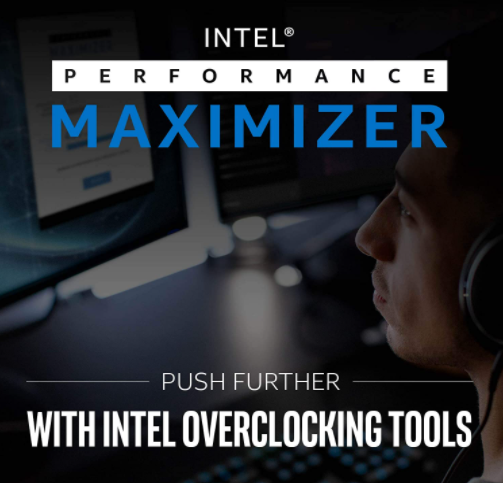 INTEL®
PERFORMANCE
MAXIMIZER
PUSH FURTHER
WITH INTEL OVERCLOCKING TOOLS